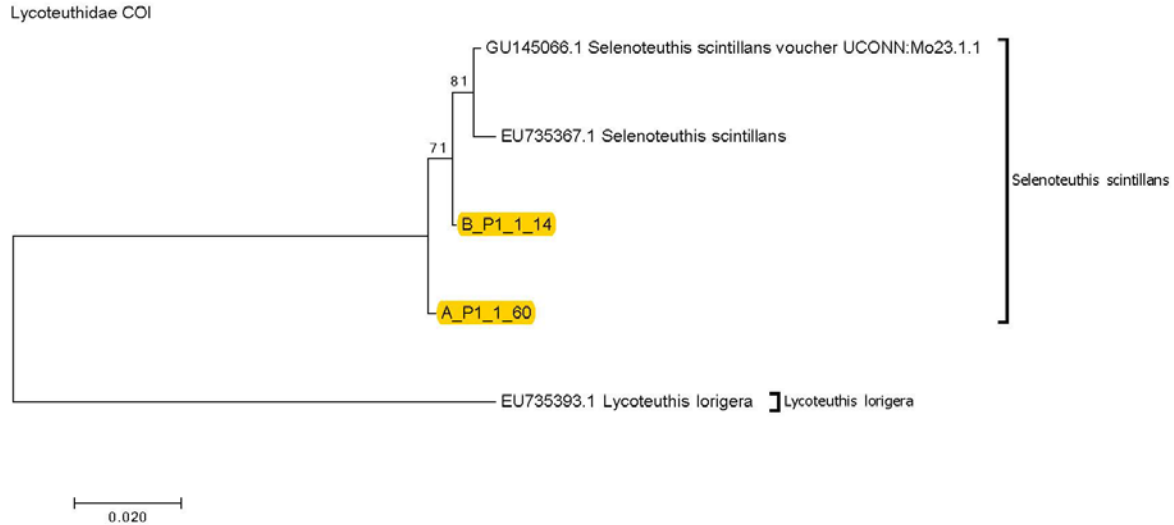 Lycoteuthidae COI
GU145066.1 Selenoteuthis scintillans voucher UCONN:Mo23.1.1
81
EU735367.1 Selenoteuthis scintillans
71
Selenoteuthis scintillans
B_P1_1_14
A_P1_1_60
EU735393.1 Lycoteuthis lorigera
Lycoteuthis lorigera
0.020